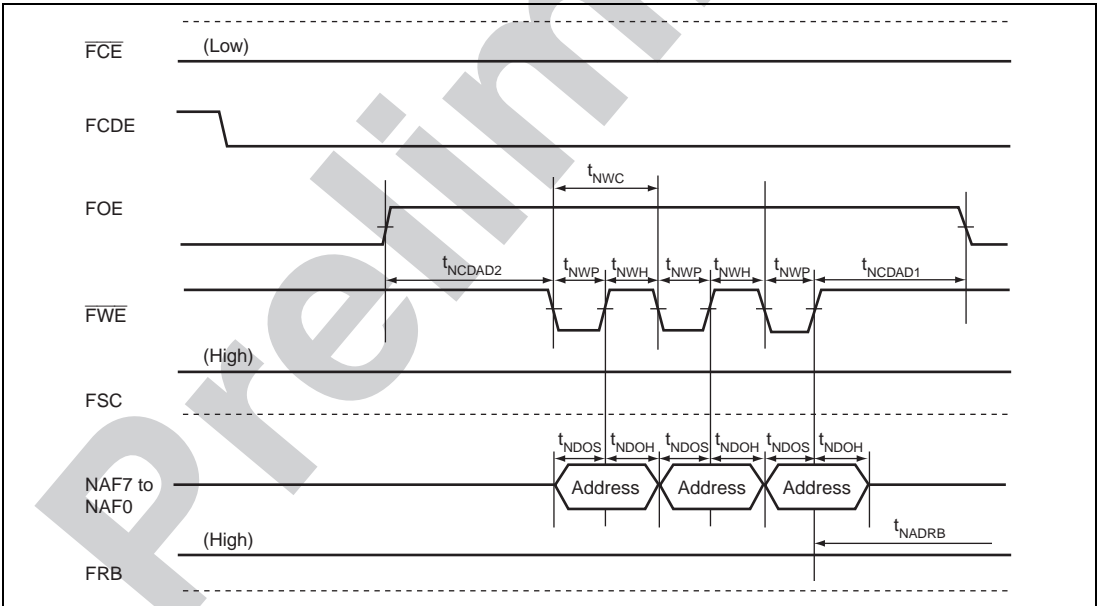 FCE (Low)
FCDE
tNWC
FOE
tNCDAD2 tNWP tNWH tNWP tNWH tNWP tNCDAD1
FWE
(High)
FSC
tNDOS tNDOH tNDOS tNDOH tNDOS tNDOH
NAF7 to
NAF0
Address Address Address
(High)
tNADRB
FRB
Prelim